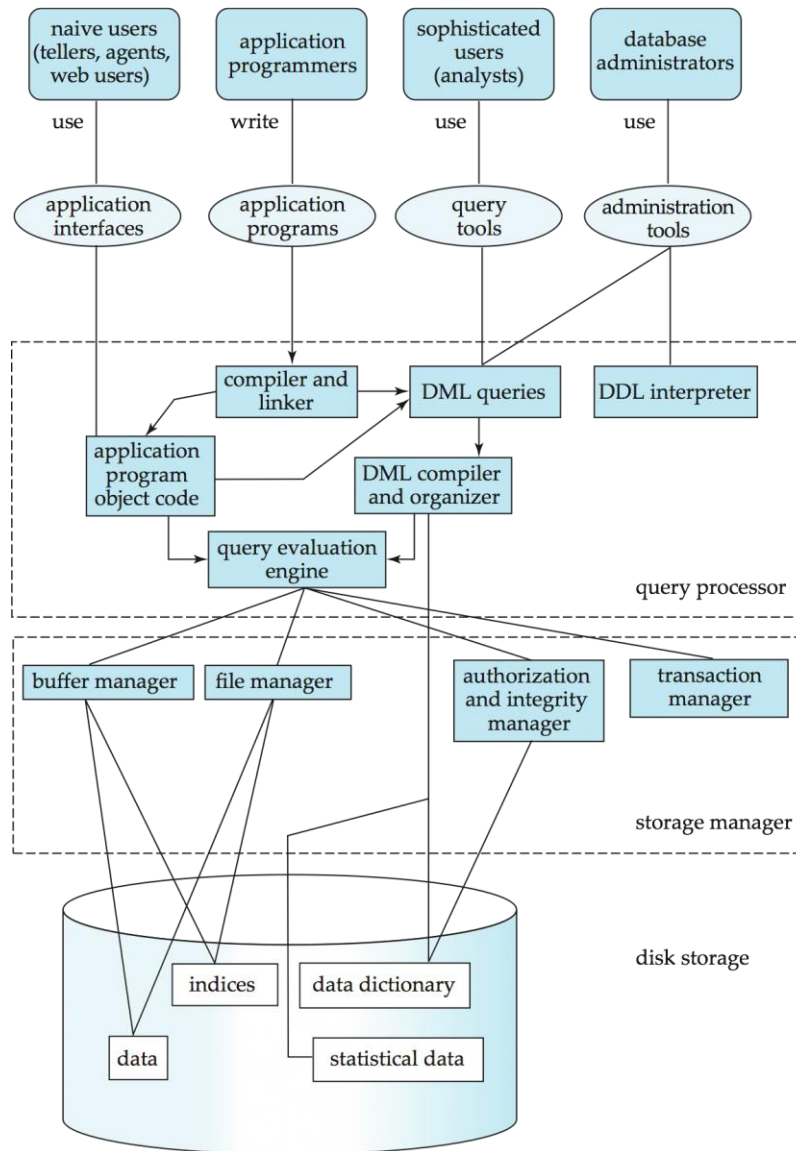 naive users
(tellers, agents,
web users)
application
programmers
sophisticated
users
(analysts)
database
administrators
use
write
use
use
application
interfaces
application
programs
query
tools
administration
tools
compiler and
linker
DML queries
DDL interpreter
application
program
object code
DML compiler
and organizer
query evaluation
engine
query processor
buffer manager
file manager
authorization
and integrity
manager
transaction
manager
storage manager
disk storage
indices
data dictionary
data
statistical data